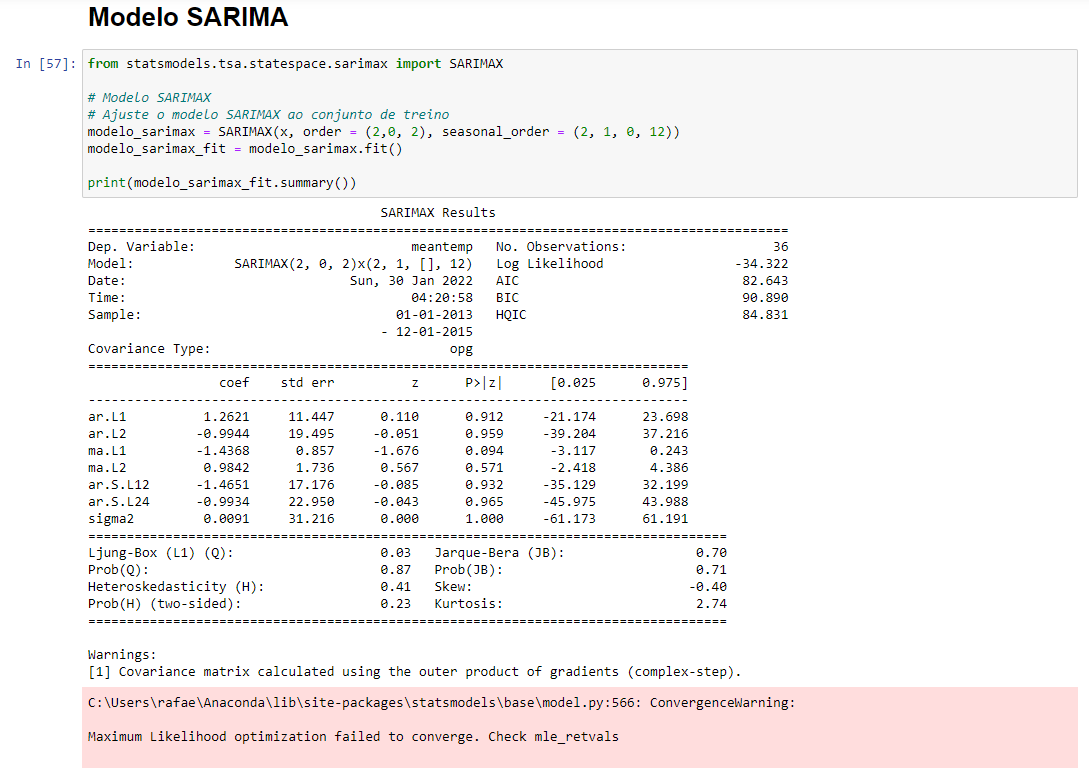 Modelo SARIMA
In [57]: from statsmodels.tsa.statespace.sarimax import SARIMAX
# Modelo SARIMAX
# Ajuste o modelo SARIMAX ao conjunto de treino
modelo_sarimax = SARIMAX(x, order = (2,0, 2), seasonal_order = (2, 1, 0, 12))
modelo_sarimax_fit = modelo_sarimax.fit()
print(modelo_sarimax_fit.summary())
SARIMAX Results
==========================================================================================
Dep. Variable: meantemp No. Observations: 36
Model: SARIMAX(2, 0, 2)x(2, 1, [], 12) Log Likelihood -34.322
Date: Sun, 30 Jan 2022 AIC 82.643
Time: 04:20:58 BIC 90.890
Sample: 01-01-2013 HQIC 84.831
- 12-01-2015
Covariance Type: opg
==============================================================================
coef std err z P>|z| [0.025 0.975]
------------------------------------------------------------------------------
ar.L1 1.2621 11.447 0.110 0.912 -21.174 23.698
ar.L2 -0.9944 19.495 -0.051 0.959 -39.204 37.216
ma.L1 -1.4368 0.857 -1.676 0.094 -3.117 0.243
ma.L2 0.9842 1.736 0.567 0.571 -2.418 4.386
ar.S.L12 -1.4651 17.176 -0.085 0.932 -35.129 32.199
ar.S.L24 -0.9934 22.950 -0.043 0.965 -45.975 43.988
sigma2 0.0091 31.216 0.000 1.000 -61.173 61.191
===================================================================================
Ljung-Box (L1) (Q): 0.03 Jarque-Bera (JB): 0.70
Prob(Q): 0.87 Prob(JB): 0.71
Heteroskedasticity (H): 0.41 Skew: -0.40
Prob(H) (two-sided): 0.23 Kurtosis: 2.74
===================================================================================
Warnings:
[1] Covariance matrix calculated using the outer product of gradients (complex-step).
C:\Users\rafae\Anaconda\lib\site-packages\statsmodels\base\model.py:566: ConvergenceWarning:
Maximum Likelihood optimization failed to converge. Check mle_retvals